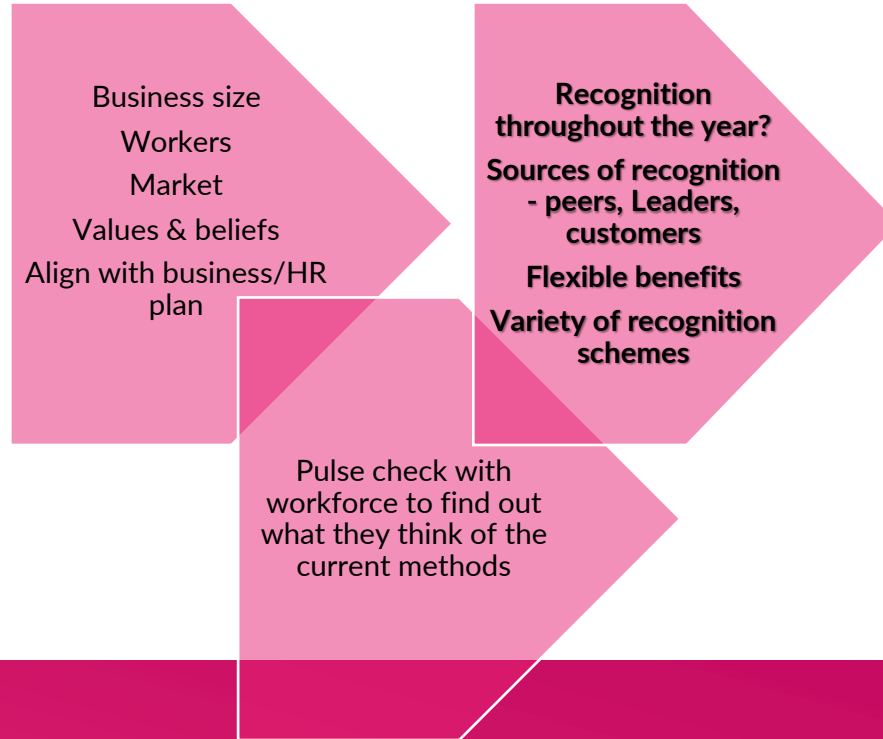 Business size
Workers
Market
Values & beliefs
Align with business/HR
plan
Pulse check with
workforce to find out
what they think of the
current methods
Recognition
throughout the year?
Sources of recognition
- peers, Leaders,
customers
Flexible benefits
Variety of recognition
schemes